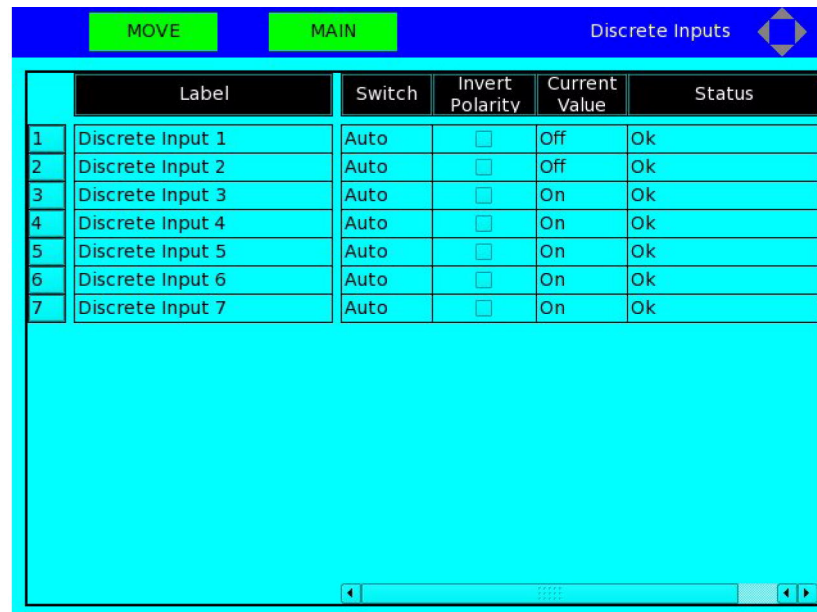 MOVE MAIN Discrete Inputs
Label Switch Invert Polarity Current Value Status
1 Discrete Input 1 Auto Off Ok
2 Discrete Input 2 Auto Off Ok
3 Discrete Input 3 Auto On Ok
4 Discrete Input 4 Auto On Ok
5 Discrete Input 5 Auto On Ok
6 Discrete Input 6 Auto On Ok
7 Discrete Input 7 Auto On Ok